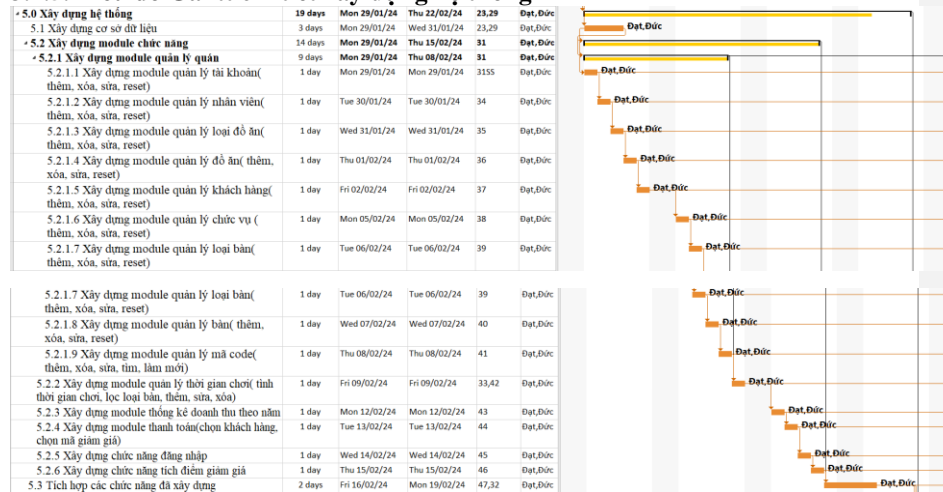 5.0 Xây dựng hệ thống 19 days Mon 29/01/24 Thu 22/02/24 23,29
5.1 Xây dựng cơ sở dữ liệu 3 days Mon 29/01/24 Wed 31/01/24 23,29 Đạt,Đức Đạt,Đức
5.2 Xây dựng module chức năng 14 days Mon 29/01/24 Thu 15/02/24 31 Đạt,Đức
5.2.1 Xây dựng module quản lý quán 9 days Mon 29/01/24 Thu 08/02/24 31 Đạt,Đức
5.2.1.1 Xây dựng module quản lý tài khoản( 1 day Mon 29/01/24 Mon 29/01/24 3155 Đạt,Đức Đạt,Đức
thêm, xóa, sửa, reset)
5.2.1.2 Xây dựng module quản lý nhân viên( 1 day Tue 30/01/24 Tue 30/01/24 34 Đạt,Đức Đạt,Đức
thêm, xóa, sửa, reset)
5.2.1.3 Xây dựng module quản lý loại đồ ăn( 1 day Wed 31/01/24 Wed 31/01/24 35 Đạt,Đức Đạt,Đức
thêm, xóa, sửa, reset)
5.2.1.4 Xây dựng module quản lý đồ ăn( thêm, 1 day Thu 01/02/24 Thu 01/02/24 36 Đạt,Đức Đạt,Đức
xóa, sửa, reset)
5.2.1.5 Xây dựng module quản lý khách hàng( 1 day Fri 02/02/24 Fri 02/02/24 37 Đạt,Đức Đạt,Đức
thêm, xóa, sửa, reset)
5.2.1.6 Xây dựng module quản lý chức vụ ( 1 day Mon 05/02/24 Mon 05/02/24 38 Đạt,Đức Đạt,Đức
thêm, xóa, sửa, reset)
5.2.1.7 Xây dựng module quản lý loại bàn( 1 day Tue 06/02/24 Tue 06/02/24 39 Đạt,Đức Đạt,Đức
thêm, xóa, sửa, reset)
5.2.1.7 Xây dựng module quản lý loại bàn( 1 day Tue 06/02/24 Tue 06/02/24 39 Đạt,Đức Đạt,Đức
thêm, xóa, sửa, reset)
5.2.1.8 Xây dựng module quản lý bàn( thêm, 1 day Wed 07/02/24 Wed 07/02/24 40 Đạt,Đức Đạt,Đức
xóa, sửa, reset)
5.2.1.9 Xây dựng module quản lý mã code( 1 day Thu 08/02/24 Thu 08/02/24 41 Đạt,Đức Đạt,Đức
thêm, xóa, sửa, tìm, làm mới)
5.2.2 Xây dựng module quản lý thời gian chơi( tính 1 day Fri 09/02/24 Fri 09/02/24 33,42 Đạt,Đức Đạt,Đức
thời gian chơi, lọc loại bàn, thêm, sửa, xóa)
5.2.3 Xây dựng module thống kê doanh thu theo năm 1 day Mon 12/02/24 Mon 12/02/24 43 Đạt,Đức Đạt,Đức
5.2.4 Xây dựng module thanh toán(chọn khách hàng, 1 day Tue 13/02/24 Tue 13/02/24 44 Đạt,Đức Đạt,Đức
chọn mã giảm giá)
5.2.5 Xây dựng chức năng đăng nhập 1 day Wed 14/02/24 Wed 14/02/24 45 Đạt,Đức Đạt,Đức
5.2.6 Xây dựng chức năng tích điểm giảm giá 1 day Thu 15/02/24 Thu 15/02/24 46 Đạt,Đức Đạt,Đức
5.3 Tích hợp các chức năng đã xây dựng 2 days Fri 16/02/24 Mon 19/02/24 47,32 Đạt,Đức Đạt,Đức